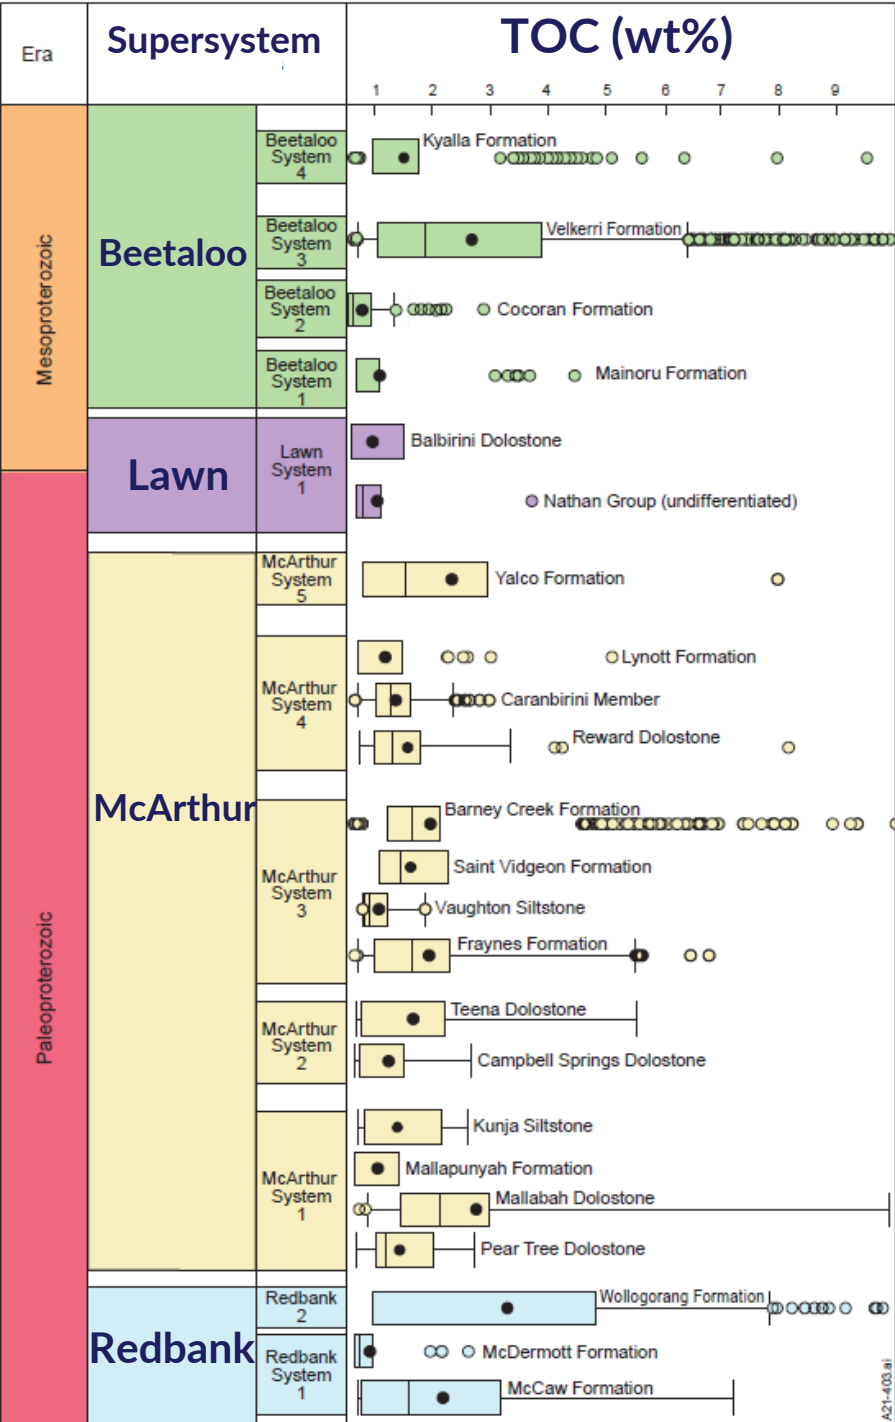 Era
Supersystem
TOC (wt%)
1 2 3 4 5 6 7 8 9
Mesoproterozoic
Beetaloo
Beetaloo
System
4
Kyalla Formation
Beetaloo
System
3
Velkerri Formation
Beetaloo
System
2
Cocoran Formation
Beetaloo
System
1
Mainoru Formation
Lawn
Lawn
System
1
Balbirini Dolostone
Nathan Group (undifferentiated)
Paleoproterozoic
McArthur
McArthur
System
5
Yalco Formation
McArthur
System
4
Lynott Formation
Caranbirini Member
Reward Dolostone
McArthur
System
3
Barney Creek Formation
Saint Vidgeon Formation
Vaughton Siltstone
Fraynes Formation
McArthur
System
2
Teena Dolostone
Campbell Springs Dolostone
McArthur
System
1
Kunja Siltstone
Mallapunyah Formation
Mallabah Dolostone
Pear Tree Dolostone
Redbank
Redbank
2
Wollogorang Formation
Redbank
System
1
McDermott Formation
McCaw Formation
A21-403.ai